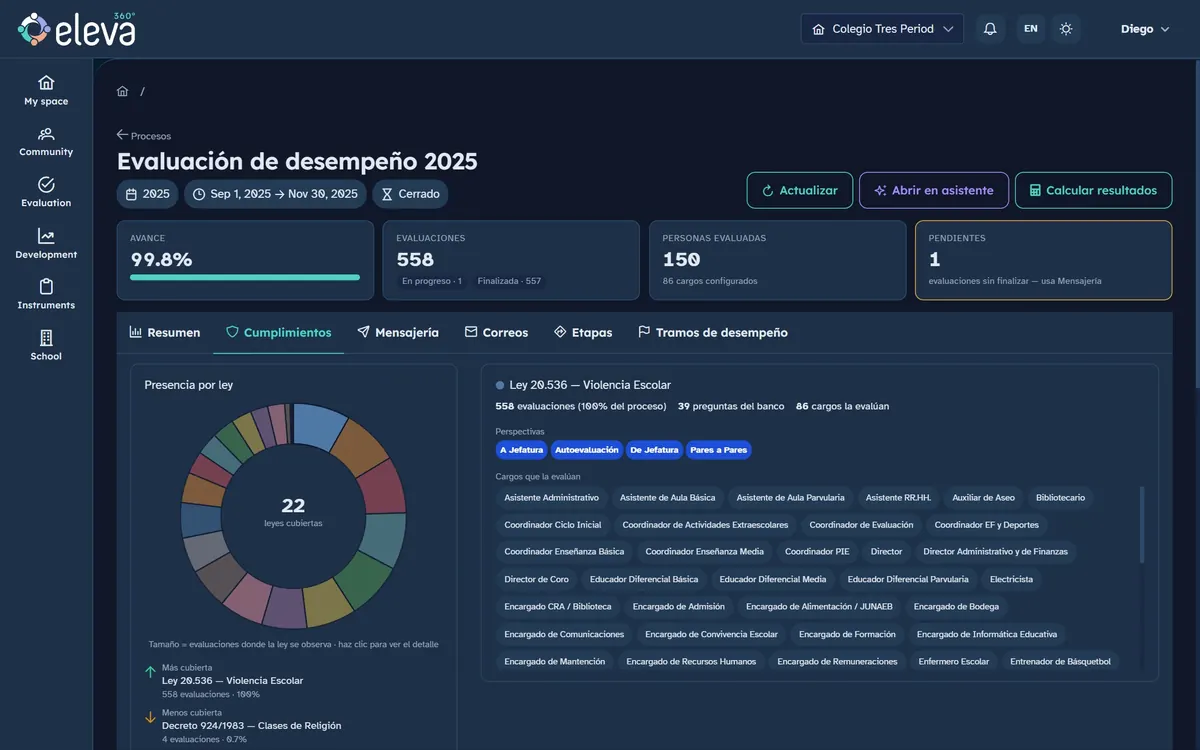 eleva 360°
Colegio Tres Period
EN
Diego
My space
Community
Evaluation
Development
Instruments
School
/
← Procesos
Evaluación de desempeño 2025
2025
Sep 1, 2025 → Nov 30, 2025
Cerrado
Actualizar
Abrir en asistente
Calcular resultados
AVANCE
99.8%
EVALUACIONES
558
En progreso · 1 Finalizada · 557
PERSONAS EVALUADAS
150
86 cargos configurados
PENDIENTES
1
evaluaciones sin finalizar — usa Mensajería
Resumen
Cumplimientos
Mensajería
Correos
Etapas
Tramos de desempeño
Presencia por ley
22
leyes cubiertas
Tamaño = evaluaciones donde la ley se observa · haz clic para ver el detalle
Más cubierta
Ley 20.536 — Violencia Escolar
558 evaluaciones · 100%
Menos cubierta
Decreto 924/1983 — Clases de Religión
4 evaluaciones · 0.7%
Ley 20.536 — Violencia Escolar
558 evaluaciones (100% del proceso) 39 preguntas del banco 86 cargos la evalúan
Perspectivas
A Jefatura Autoevaluación De Jefatura Pares a Pares
Cargos que la evalúan
Asistente Administrativo Asistente de Aula Básica Asistente de Aula Parvularia Asistente RR.HH. Auxiliar de Aseo Bibliotecario
Coordinador Ciclo Inicial Coordinador de Actividades Extraescolares Coordinador de Evaluación Coordinador EF y Deportes
Coordinador Enseñanza Básica Coordinador Enseñanza Media Coordinador PIE Director Director Administrativo y de Finanzas
Director de Coro Educador Diferencial Básica Educador Diferencial Media Educador Diferencial Parvularia Electricista
Encargado CRA / Biblioteca Encargado de Admisión Encargado de Alimentación / JUNAEB Encargado de Bodega
Encargado de Comunicaciones Encargado de Convivencia Escolar Encargado de Formación Encargado de Informática Educativa
Encargado de Mantención Encargado de Recursos Humanos Encargado de Remuneraciones Enfermero Escolar Entrenador de Básquetbol